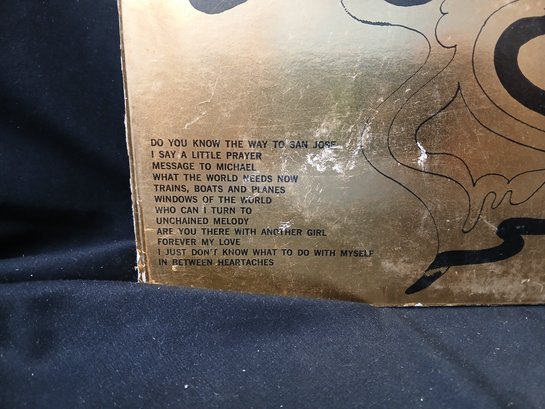 DO YOU KNOW THE WAY TO SAN JOSE
I SAY A LITTLE PRAYER
MESSAGE TO MICHAEL
WHAT THE WORLD NEEDS NOW
TRAINS, BOATS AND PLANES
WINDOWS OF THE WORLD
WHO CAN I TURN TO
UNCHAINED MELODY
ARE YOU THERE WITH ANOTHER GIRL
FOREVER MY LOVE
I JUST DON'T KNOW WHAT TO DO WITH MYSELF
IN BETWEEN HEARTACHES